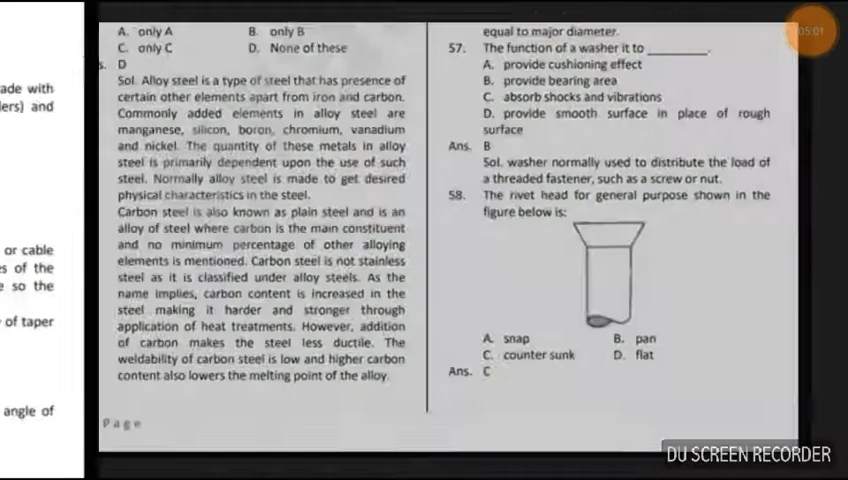 ade with
lers) and
or cable
es of the
e so the
of taper
angle of
A. only A B. only B
C. only C D. None of these
s. D
Sol. Alloy steel is a type of steel that has presence of
certain other elements apart from iron and carbon.
Commonly added elements in alloy steel are
manganese, silicon, boron, chromium, vanadium
and nickel. The quantity of these metals in alloy
steel is primarily dependent upon the use of such
steel. Normally alloy steel is made to get desired
physical characteristics in the steel.
Carbon steel is also known as plain steel and is an
alloy of steel where carbon is the main constituent
and no minimum percentage of other alloying
elements is mentioned. Carbon steel is not stainless
steel as it is classified under alloy steels. As the
name implies, carbon content is increased in the
steel making it harder and stronger through
application of heat treatments. However, addition
of carbon makes the steel less ductile. The
weldability of carbon steel is low and higher carbon
content also lowers the melting point of the alloy.
Page
equal to major diameter.
57. The function of a washer it to ________.
A. provide cushioning effect
B. provide bearing area
C. absorb shocks and vibrations
D. provide smooth surface in place of rough
surface
Ans. B
Sol. washer normally used to distribute the load of
a threaded fastener, such as a screw or nut.
58. The rivet head for general purpose shown in the
figure below is:
A. snap B. pan
C. counter sunk D. flat
Ans. C
05:01
DU SCREEN RECORDER